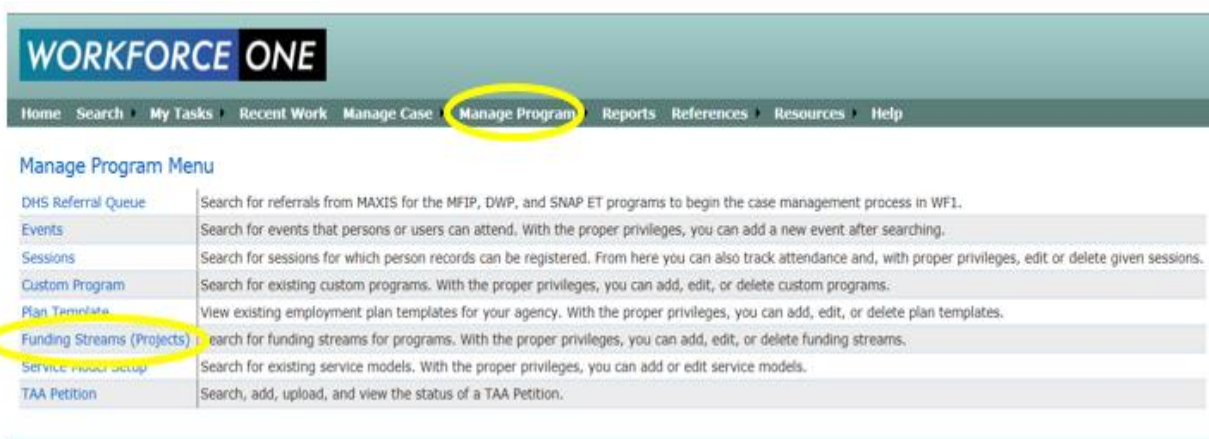 WORKFORCE ONE
Home Search My Tasks Recent Work Manage Case Manage Program Reports References Resources Help
Manage Program Menu
DHS Referral Queue Search for referrals from MAXIS for the MFIP, DWP, and SNAP ET programs to begin the case management process in WF1.
Events Search for events that persons or users can attend. With the proper privileges, you can add a new event after searching.
Sessions Search for sessions for which person records can be registered. From here you can also track attendance and, with proper privileges, edit or delete given sessions.
Custom Program Search for existing custom programs. With the proper privileges, you can add, edit, or delete custom programs.
Plan Template View existing employment plan templates for your agency. With the proper privileges, you can add, edit, or delete plan templates.
Funding Streams (Projects) Search for funding streams for programs. With the proper privileges, you can add, edit, or delete funding streams.
Service Model Setup Search for existing service models. With the proper privileges, you can add or edit service models.
TAA Petition Search, add, upload, and view the status of a TAA Petition.